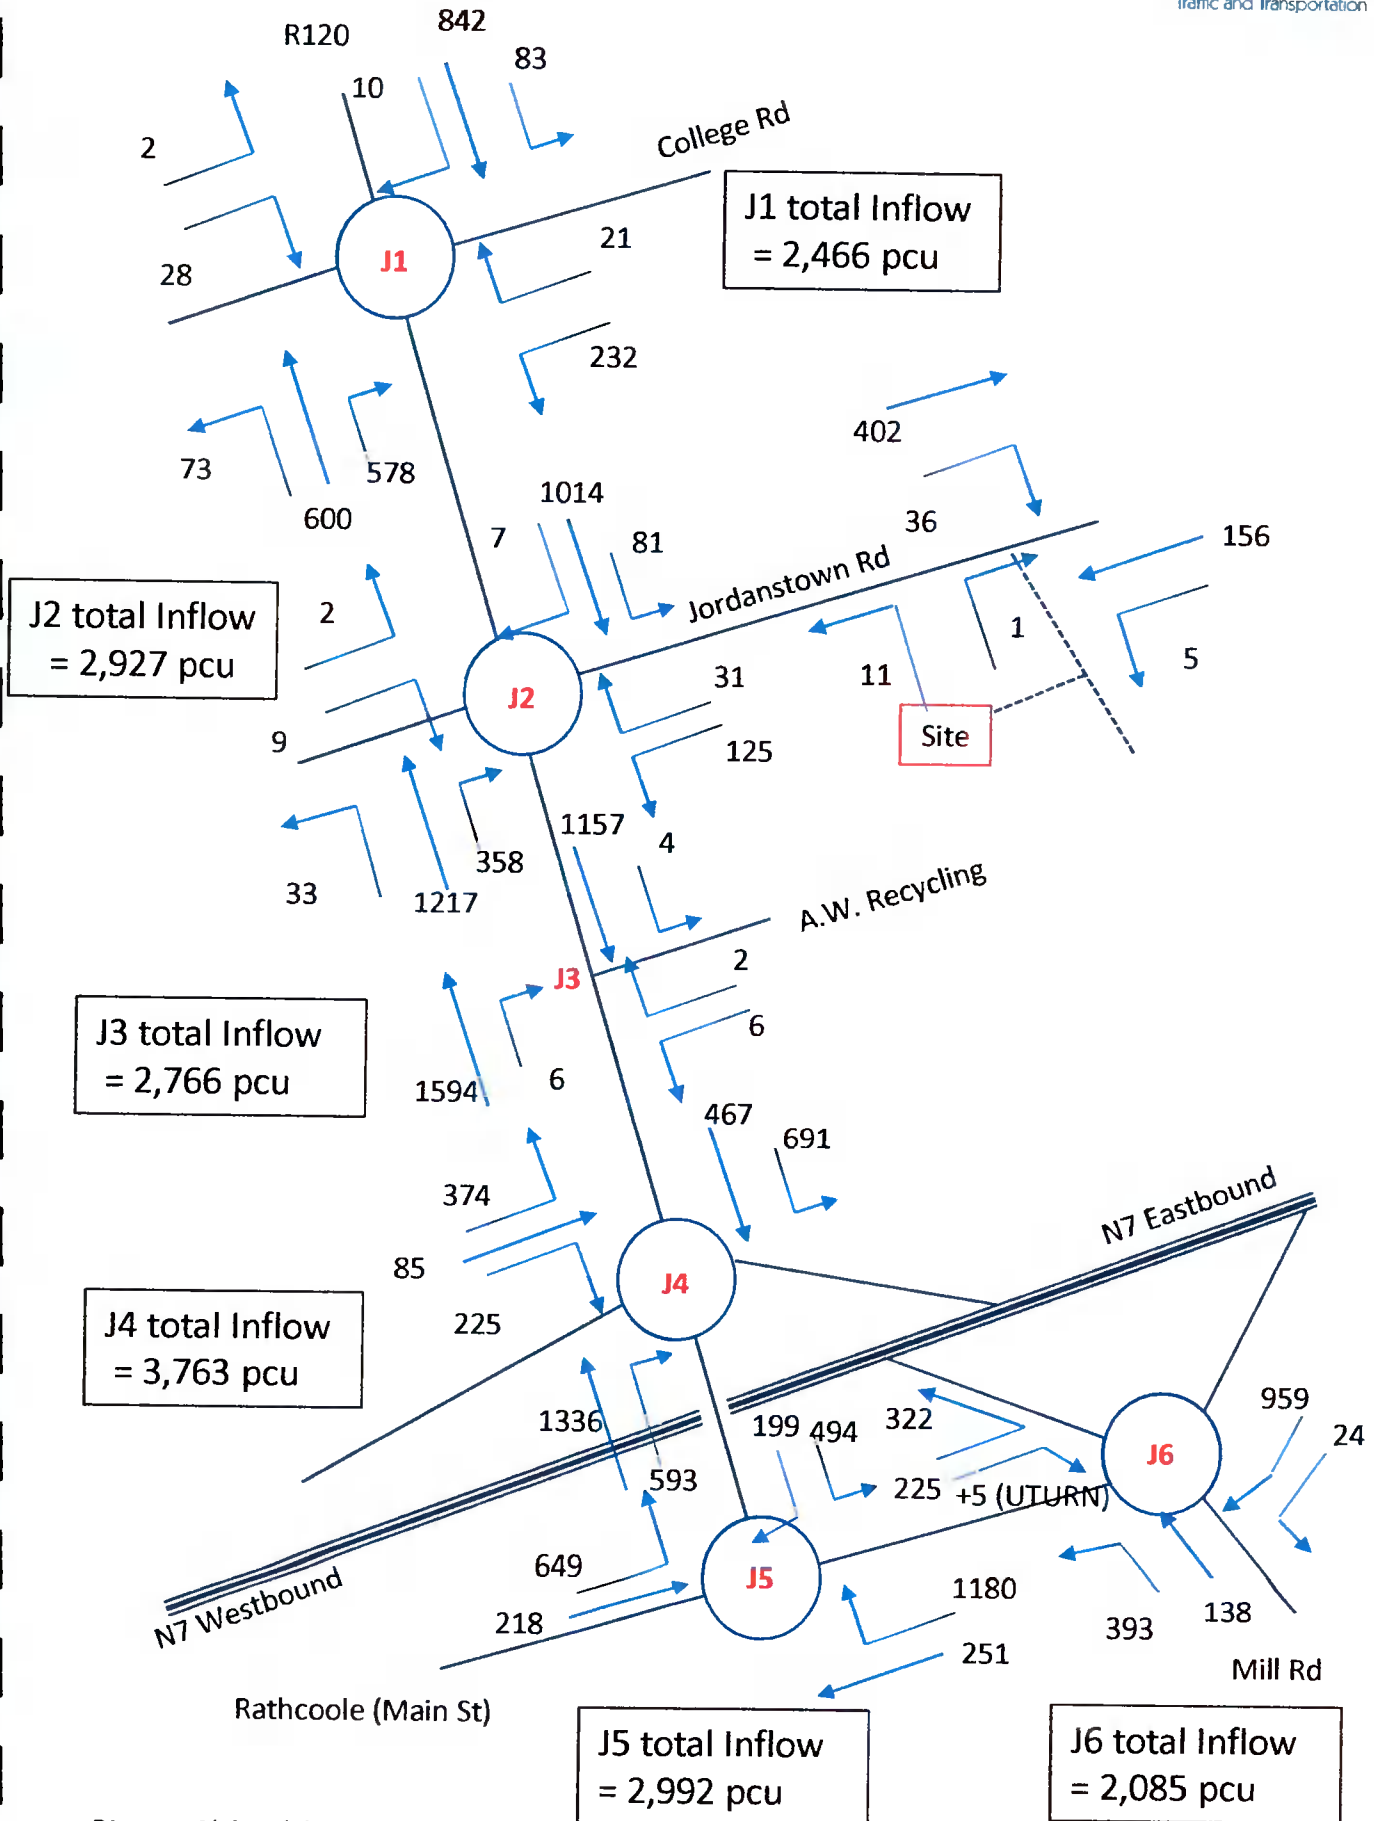 Traffic and Transportation
842
R120
83
10
College Rd
2
J1 total Inflow
= 2,466 pcu
21
J1
28
232
402
73
578
1014
600
36
7
81
156
Jordanstown Rd
J2 total Inflow
= 2,927 pcu
2
1
5
31
11
J2
Site
9
125
1157
4
358
33
1217
A.W. Recycling
2
J3
6
J3 total Inflow
= 2,766 pcu
1594
6
467
691
374
N7 Eastbound
85
J4
225
J4 total Inflow
= 3,763 pcu
959
1336
199
494
322
24
J6
593
225
+5 (UTURN)
649
J5
1180
N7 Westbound
218
138
393
251
Mill Rd
Rathcoole (Main St)
J5 total Inflow
= 2,992 pcu
J6 total Inflow
= 2,085 pcu